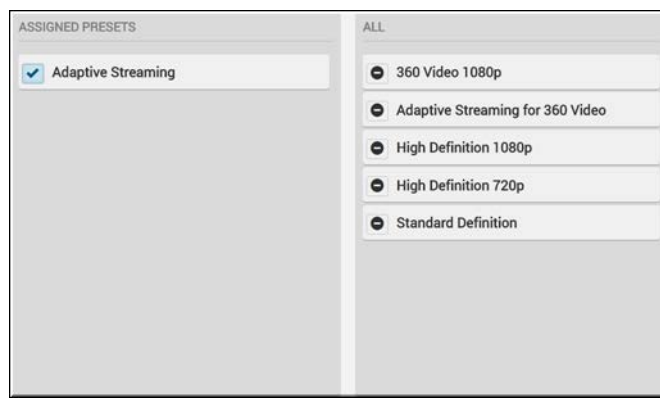 ASSIGNED PRESETS
Adaptive Streaming
ALL
360 Video 1080p
Adaptive Streaming for 360 Video
High Definition 1080p
High Definition 720p
Standard Definition